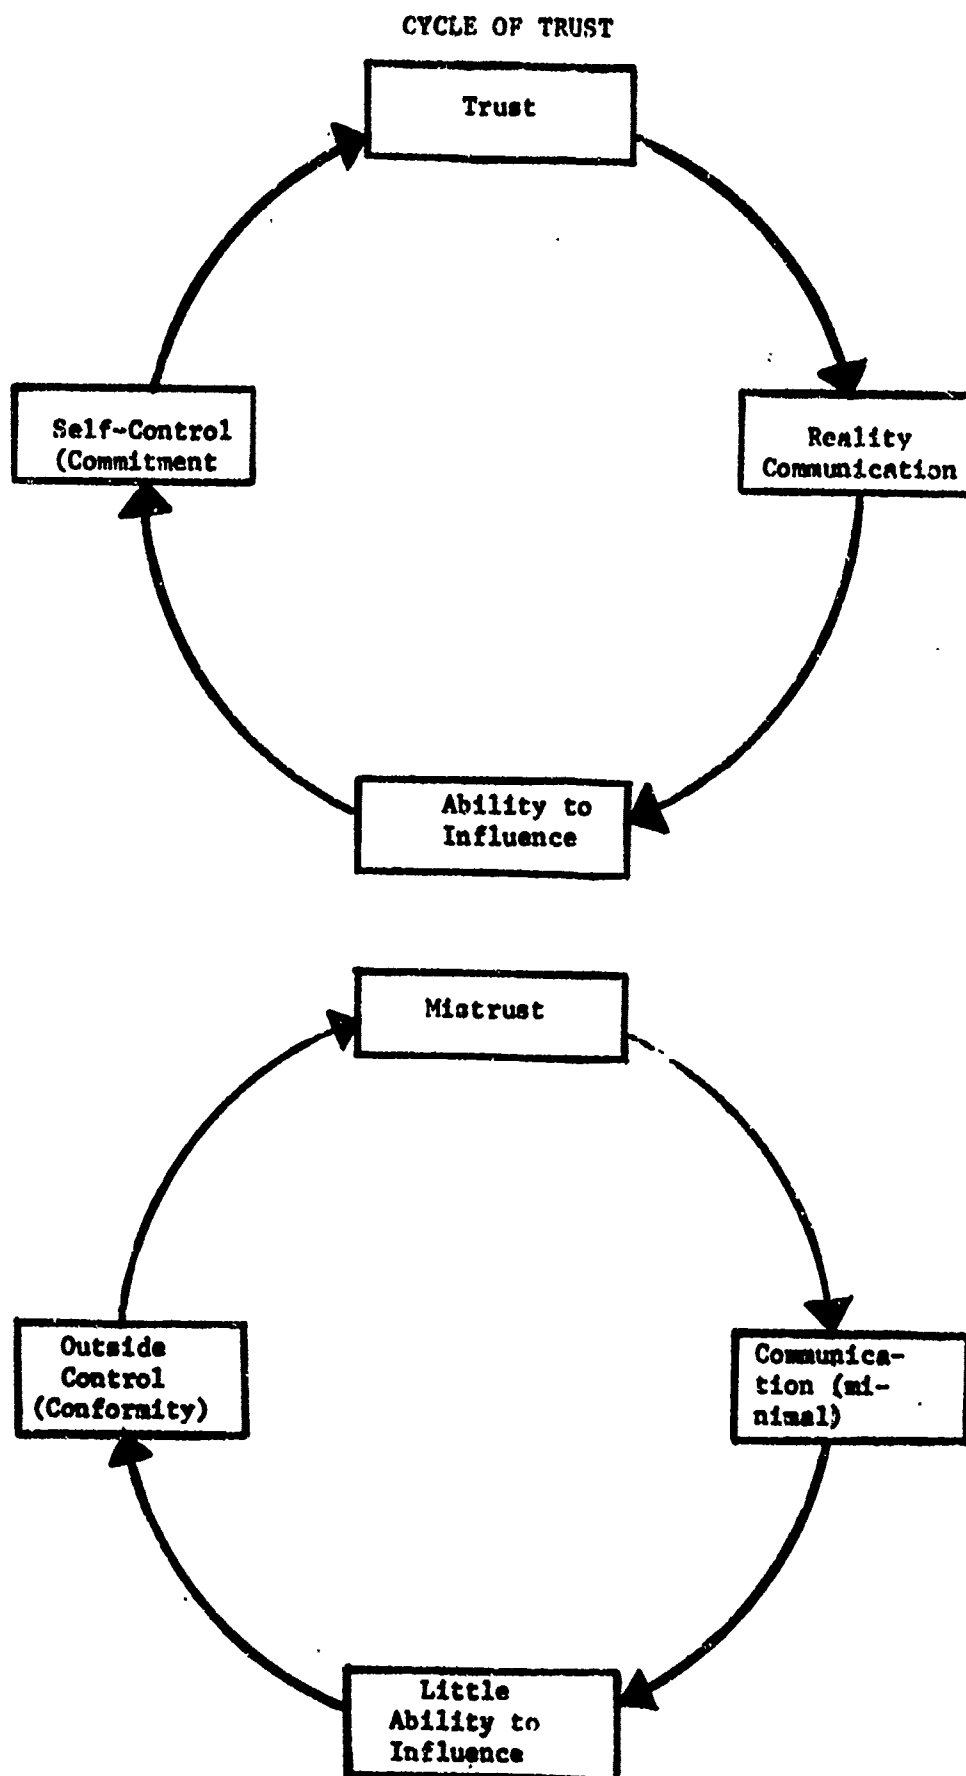 CYCLE OF TRUST
Trust
Self-Control
(Commitment
Reality
Communication
Ability to
Influence
Mistrust
Outside
Control
(Conformity)
Communica-
tion (mi-
nimal)
Little
Ability to
Influence